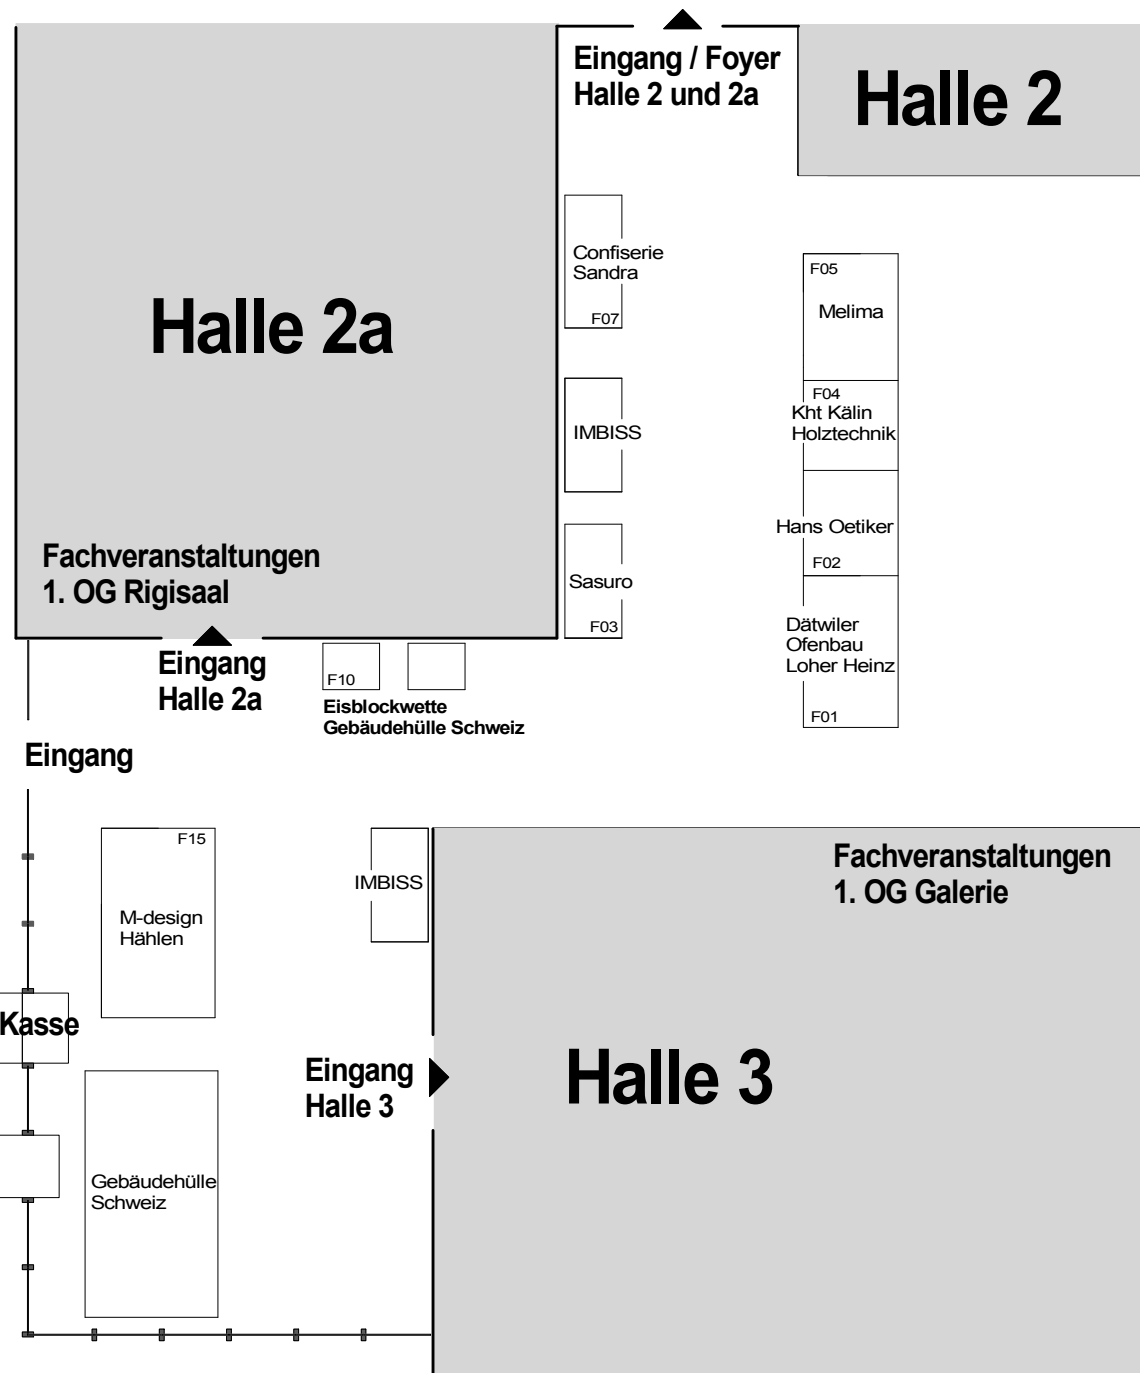 Eingang / Foyer
Halle 2 und 2a
Halle 2
Halle 2a
Confiserie
Sandra
F07
F05
Melima
IMBISS
F04
Kht Kälin
Holztechnik
Hans Oetiker
F02
Sasuro
F03
Dätwiler
Ofenbau
Loher Heinz
F01
Fachveranstaltungen
1. OG Rigisaal
Eingang
Halle 2a
F10
Eisblockwette
Gebäudehülle Schweiz
Eingang
F15
M-design
Hählen
IMBISS
Fachveranstaltungen
1. OG Galerie
Kasse
Eingang
Halle 3
Halle 3
Gebäudehülle
Schweiz